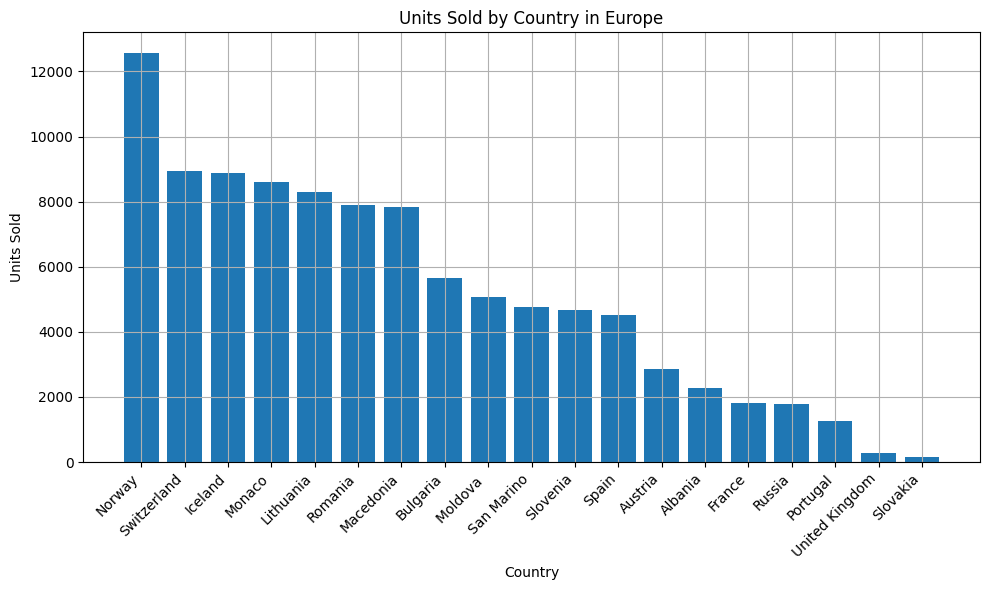 Units Sold by Country in Europe
Units Sold
12000
10000
8000
6000
4000
2000
0
Norway
Switzerland
Iceland
Monaco
Lithuania
Romania
Macedonia
Bulgaria
Moldova
San Marino
Slovenia
Spain
Austria
Albania
France
Russia
Portugal
United Kingdom
Slovakia
Country